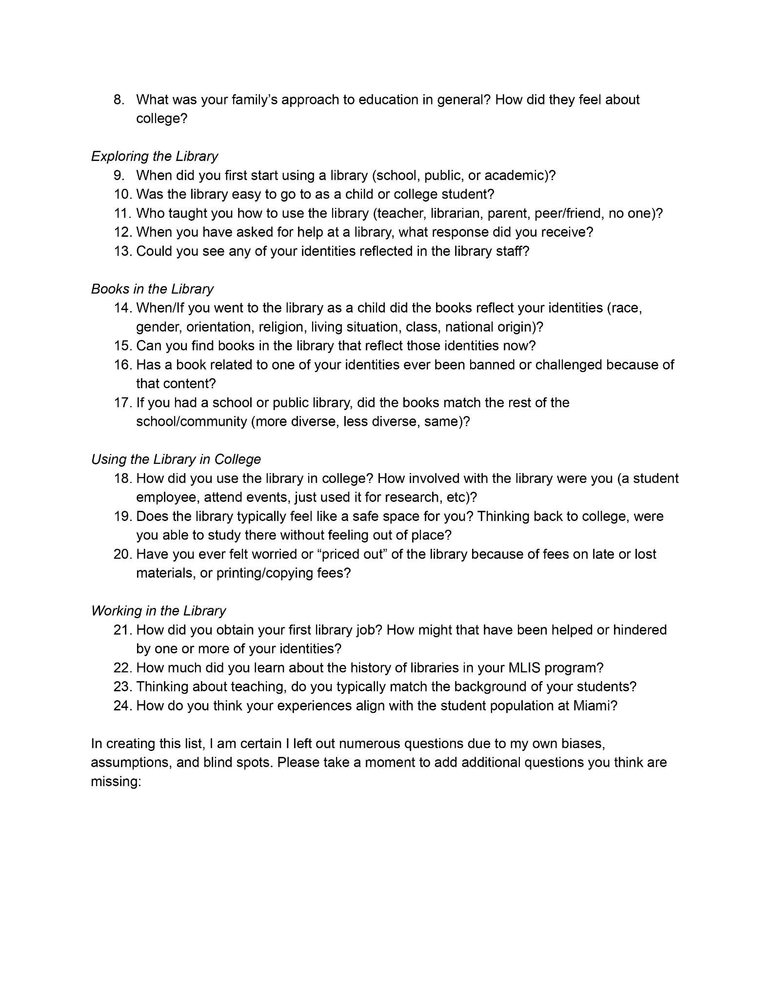 8. What was your family’s approach to education in general? How did they feel about
college?
Exploring the Library
9. When did you first start using a library (school, public, or academic)?
10. Was the library easy to go to as a child or college student?
11. Who taught you how to use the library (teacher, librarian, parent, peer/friend, no one)?
12. When you have asked for help at a library, what response did you receive?
13. Could you see any of your identities reflected in the library staff?
Books in the Library
14. When/If you went to the library as a child did the books reflect your identities (race,
gender, orientation, religion, living situation, class, national origin)?
15. Can you find books in the library that reflect those identities now?
16. Has a book related to one of your identities ever been banned or challenged because of
that content?
17. If you had a school or public library, did the books match the rest of the
school/community (more diverse, less diverse, same)?
Using the Library in College
18. How did you use the library in college? How involved with the library were you (a student
employee, attend events, just used it for research, etc)?
19. Does the library typically feel like a safe space for you? Thinking back to college, were
you able to study there without feeling out of place?
20. Have you ever felt worried or “priced out” of the library because of fees on late or lost
materials, or printing/copying fees?
Working in the Library
21. How did you obtain your first library job? How might that have been helped or hindered
by one or more of your identities?
22. How much did you learn about the history of libraries in your MLIS program?
23. Thinking about teaching, do you typically match the background of your students?
24. How do you think your experiences align with the student population at Miami?
In creating this list, I am certain I left out numerous questions due to my own biases,
assumptions, and blind spots. Please take a moment to add additional questions you think are
missing: